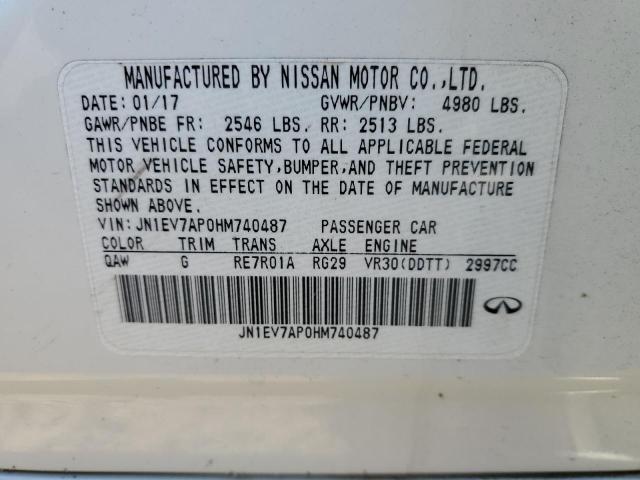 MANUFACTURED BY NISSAN MOTOR CO.,LTD.
DATE: 01/17 GVWR/PNBV: 4980 LBS.
GAWR/PNBE FR: 2546 LBS. RR: 2513 LBS.
THIS VEHICLE CONFORMS TO ALL APPLICABLE FEDERAL
MOTOR VEHICLE SAFETY,BUMPER,AND THEFT PREVENTION
STANDARDS IN EFFECT ON THE DATE OF MANUFACTURE
SHOWN ABOVE.
VIN: JN1EV7AP0HM740487 PASSENGER CAR
COLOR TRIM TRANS AXLE ENGINE
QAW G RE7R01A RG29 VR30(DDTT) 2997CC
JN1EV7AP0HM740487